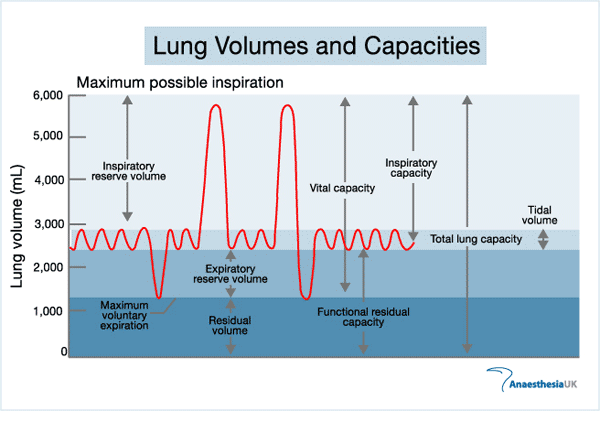 Lung Volumes and Capacities
Maximum possible inspiration
Lung volume (mL)
6,000
5,000
4,000
3,000
2,000
1,000
0
Inspiratory
reserve volume
Vital capacity
Inspiratory
capacity
Tidal
volume
Total lung capacity
Expiratory
reserve volume
Maximum
voluntary
expiration
Residual
volume
Functional residual
capacity
AnaesthesiaUK